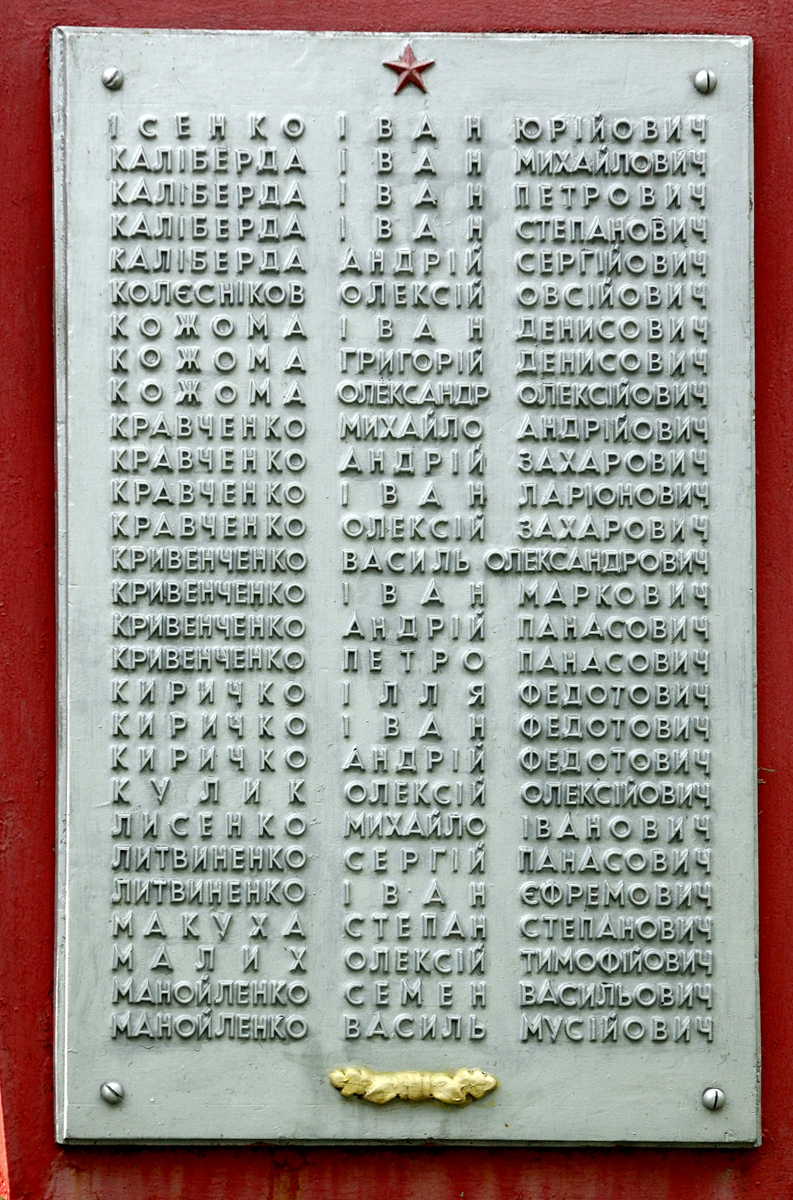 ІСЕНКО ІВАН ЮРІЙОВИЧ
КАЛІБЕРДА ІВАН МИХАЙЛОВИЧ
КАЛІБЕРДА ІВАН ПЕТРОВИЧ
КАЛІБЕРДА ІВАН СТЕПАНОВИЧ
КАЛІБЕРДА АНДРІЙ СЕРГІЙОВИЧ
КОЛЄСНІКОВ ОЛЕКСІЙ ОВСІЙОВИЧ
КОЖОМА ІВАН ДЕНИСОВИЧ
КОЖОМА ГРИГОРІЙ ДЕНИСОВИЧ
КОЖОМА ОЛЕКСАНДР ОЛЕКСІЙОВИЧ
КРАВЧЕНКО МИХАЙЛО АНДРІЙОВИЧ
КРАВЧЕНКО АНДРІЙ ЗАХАРОВИЧ
КРАВЧЕНКО ІВАН ЛАРІОНОВИЧ
КРАВЧЕНКО ОЛЕКСІЙ ЗАХАРОВИЧ
КРИВЕНЧЕНКО ВАСИЛЬ ОЛЕКСАНДРОВИЧ
КРИВЕНЧЕНКО ІВАН МАРКОВИЧ
КРИВЕНЧЕНКО АНДРІЙ ПАНАСОВИЧ
КРИВЕНЧЕНКО ПЕТРО ПАНАСОВИЧ
КИРИЧКО ІЛЛЯ ФЕДОТОВИЧ
КИРИЧКО ІВАН ФЕДОТОВИЧ
КИРИЧКО АНДРІЙ ФЕДОТОВИЧ
КУЛИК ОЛЕКСІЙ ОЛЕКСІЙОВИЧ
ЛИСЕНКО МИХАЙЛО ІВАНОВИЧ
ЛИТВИНЕНКО СЕРГІЙ ПАНАСОВИЧ
ЛИТВИНЕНКО ІВАН ЄФРЕМОВИЧ
МАКУХА СТЕПАН СТЕПАНОВИЧ
МАЛИХ ОЛЕКСІЙ ТИМОФІЙОВИЧ
МАНОЙЛЕНКО СЕМЕН ВАСИЛЬОВИЧ
МАНОЙЛЕНКО ВАСИЛЬ МУСІЙОВИЧ